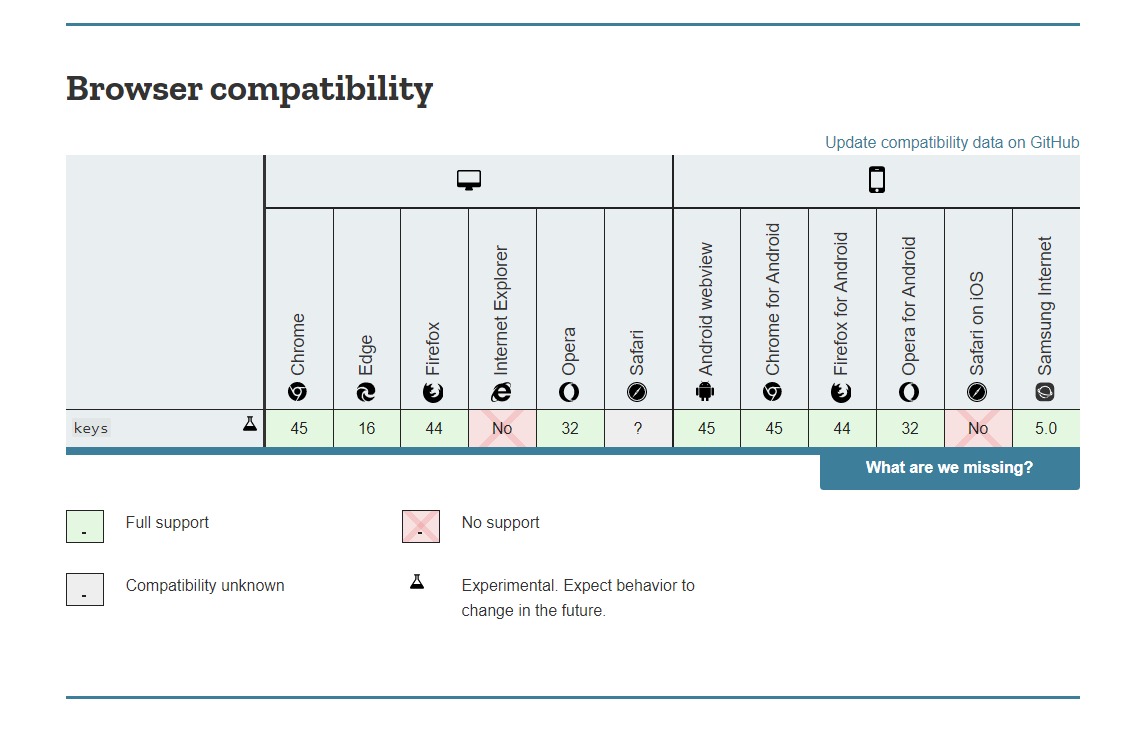 Browser compatibility
Update compatibility data on GitHub
Chrome
Edge
Firefox
Internet Explorer
Opera
Safari
Android webview
Chrome for Android
Firefox for Android
Opera for Android
Safari on iOS
Samsung Internet
keys 45 16 44 No 32 ? 45 45 44 32 No 5.0
What are we missing?
- Full support - No support
- Compatibility unknown Experimental. Expect behavior to
change in the future.